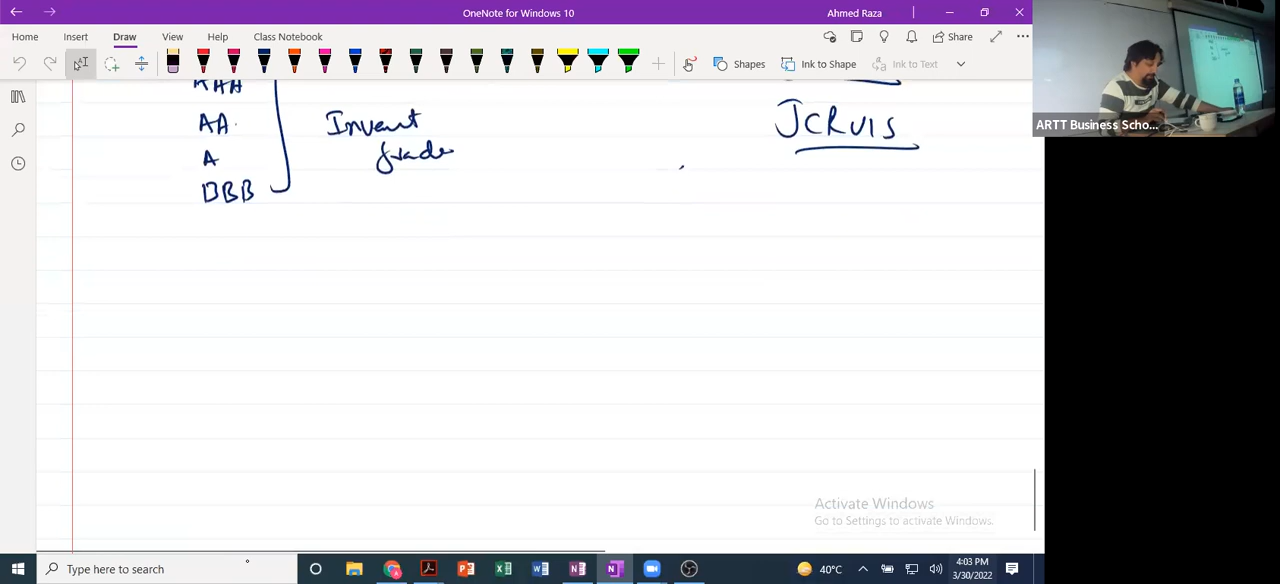 OneNote for Windows 10
Ahmed Raza
Home Insert Draw View Help Class Notebook
Share
Shapes Ink to Shape Ink to Text
AAA
AA
A
BBB
Invent
grade
JCRVIS
ARTT Business Scho...
Activate Windows
Go to Settings to activate Windows.
Type here to search
40°C
4:03 PM
3/30/2022